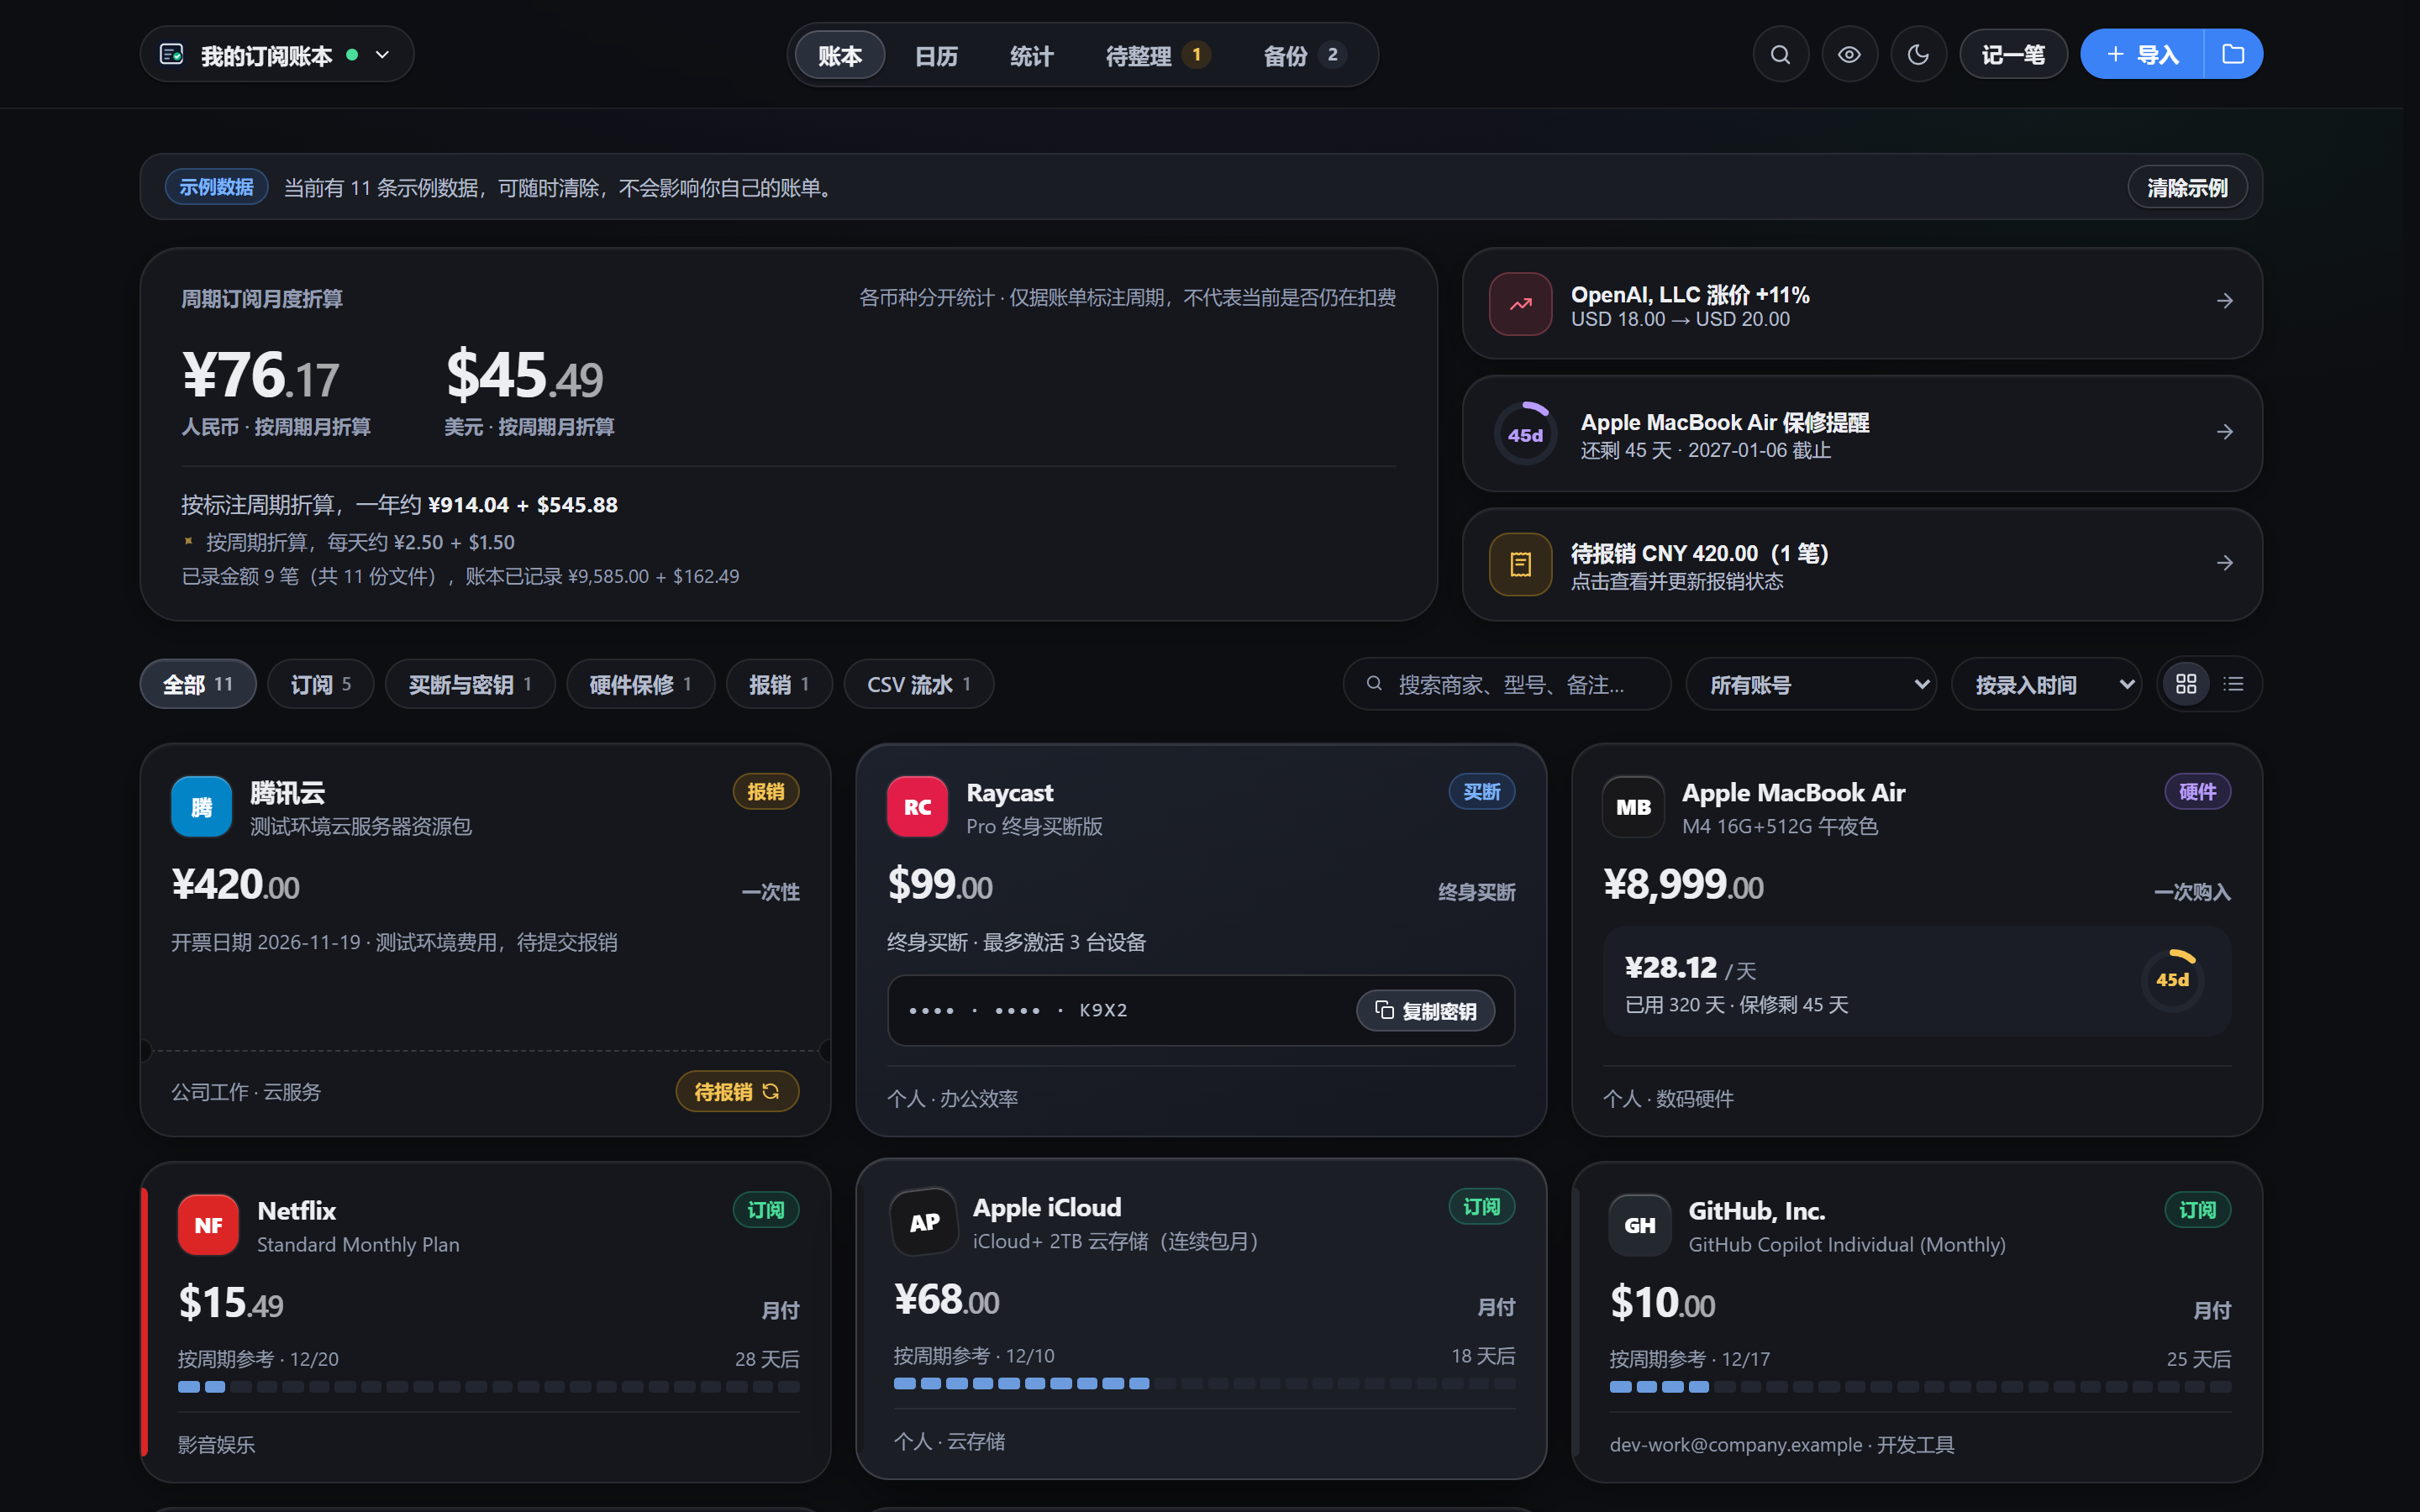 我的订阅账本
账本 日历 统计 待整理 1 备份 2
记一笔 + 导入
示例数据 当前有 11 条示例数据，可随时清除，不会影响你自己的账单。 清除示例
周期订阅月度折算 各币种分开统计 · 仅据账单标注周期，不代表当前是否仍在扣费
¥76.17 $45.49
人民币 · 按周期月折算 美元 · 按周期月折算
按标注周期折算，一年约 ¥914.04 + $545.88
按周期折算，每天约 ¥2.50 + $1.50
已录金额 9 笔（共 11 份文件），账本已记录 ¥9,585.00 + $162.49
OpenAI, LLC 涨价 +11%
USD 18.00 → USD 20.00
45d
Apple MacBook Air 保修提醒
还剩 45 天 · 2027-01-06 截止
待报销 CNY 420.00（1 笔）
点击查看并更新报销状态
全部 11 订阅 5 买断与密钥 1 硬件保修 1 报销 1 CSV 流水 1
搜索商家、型号、备注... 所有账号 按录入时间
腾 腾讯云 报销
测试环境云服务器资源包
¥420.00 一次性
开票日期 2026-11-19 · 测试环境费用，待提交报销
公司工作 · 云服务 待报销
RC Raycast 买断
Pro 终身买断版
$99.00 终身买断
终身买断 · 最多激活 3 台设备
•••• · •••• · K9X2 复制密钥
个人 · 办公效率
MB Apple MacBook Air 硬件
M4 16G+512G 午夜色
¥8,999.00 一次购入
¥28.12 / 天
已用 320 天 · 保修剩 45 天
45d
个人 · 数码硬件
NF Netflix 订阅
Standard Monthly Plan
$15.49 月付
按周期参考 · 12/20 28 天后
影音娱乐
AP Apple iCloud 订阅
iCloud+ 2TB 云存储（连续包月）
¥68.00 月付
按周期参考 · 12/10 18 天后
个人 · 云存储
GH GitHub, Inc. 订阅
GitHub Copilot Individual (Monthly)
$10.00 月付
按周期参考 · 12/17 25 天后
dev-work@company.example · 开发工具